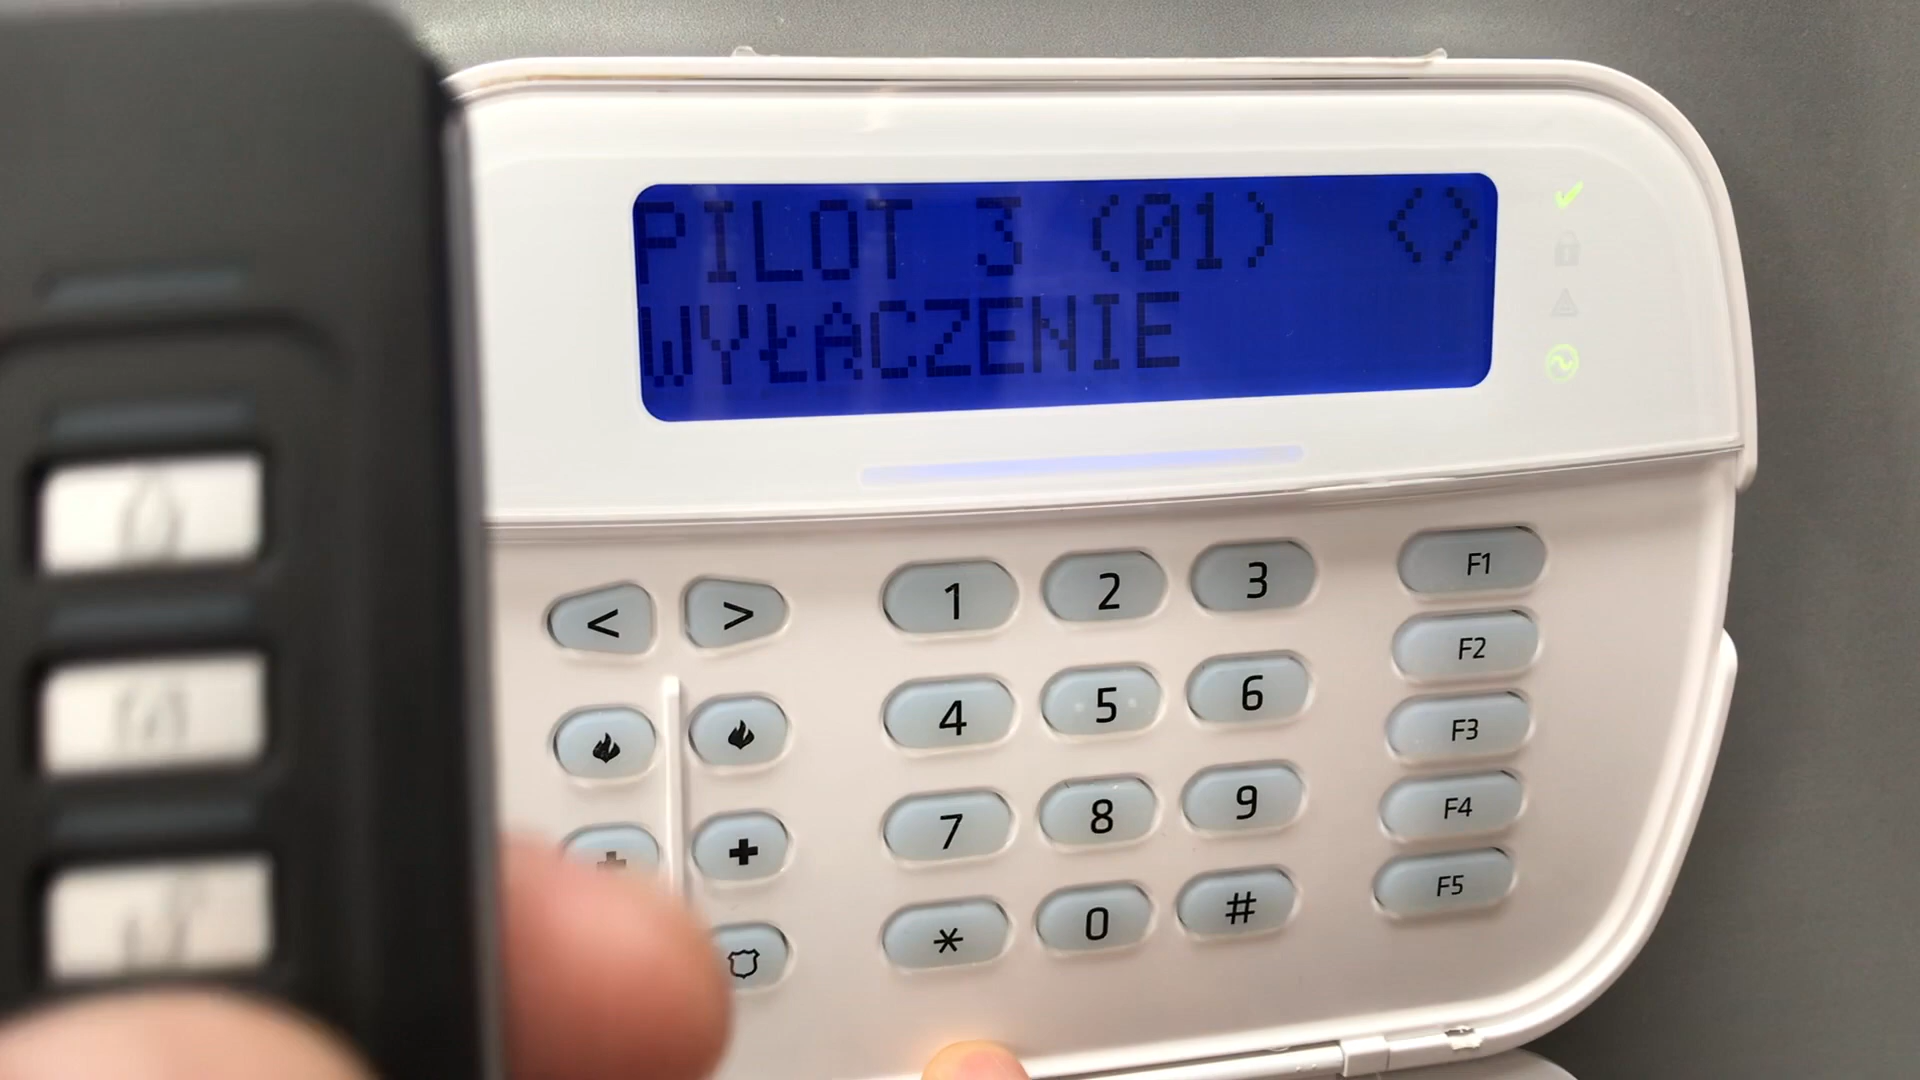 PILOT 3 (01) <>
WYŁĄCZENIE
< >
1 2 3 F1
4 5 6 F2
7 8 9 F3
* 0 # F4
F5